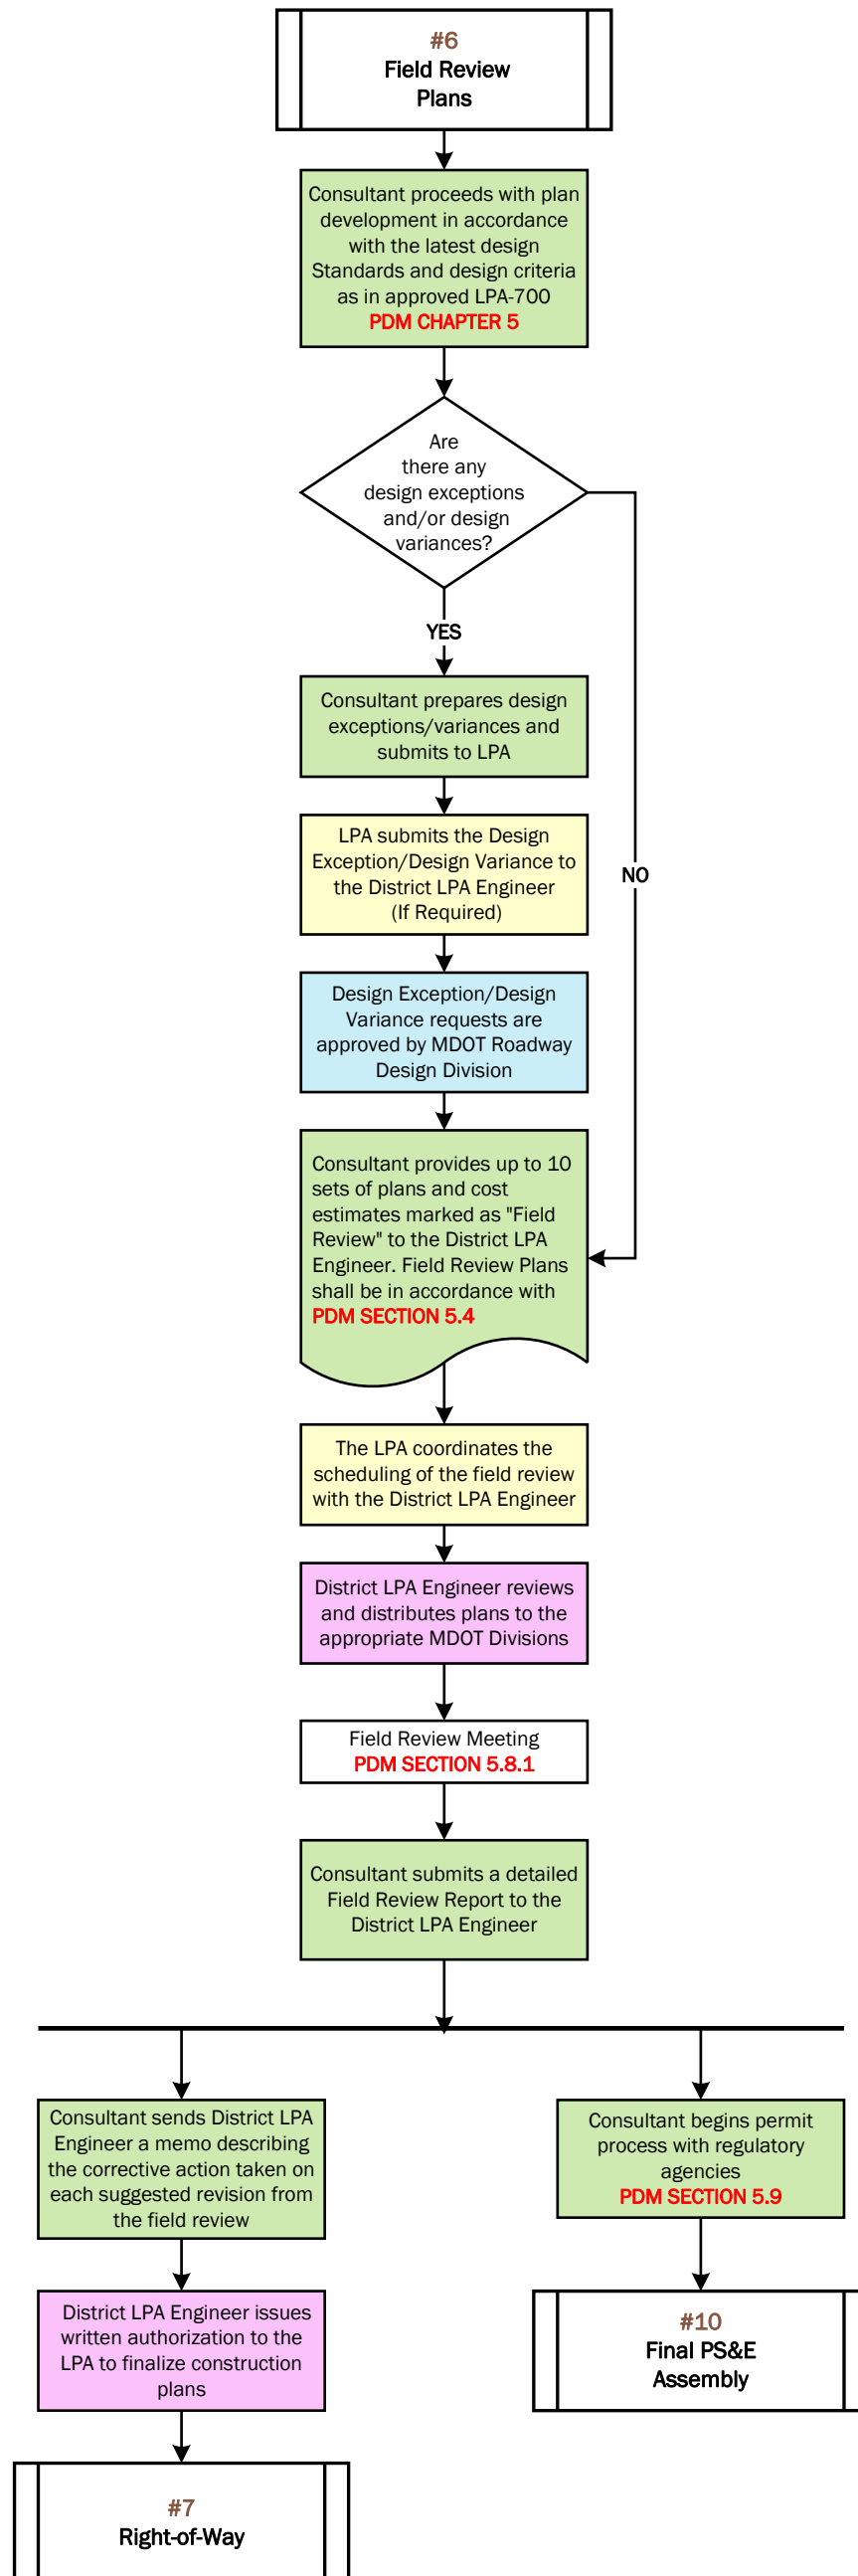 #6
Field Review
Plans
Consultant proceeds with plan
development in accordance
with the latest design
Standards and design criteria
as in approved LPA-700
PDM CHAPTER 5
Are
there any
design exceptions
and/or design
variances?
YES
NO
Consultant prepares design
exceptions/variances and
submits to LPA
LPA submits the Design
Exception/Design Variance to
the District LPA Engineer
(If Required)
Design Exception/Design
Variance requests are
approved by MDOT Roadway
Design Division
Consultant provides up to 10
sets of plans and cost
estimates marked as "Field
Review" to the District LPA
Engineer. Field Review Plans
shall be in accordance with
PDM SECTION 5.4
The LPA coordinates the
scheduling of the field review
with the District LPA Engineer
District LPA Engineer reviews
and distributes plans to the
appropriate MDOT Divisions
Field Review Meeting
PDM SECTION 5.8.1
Consultant submits a detailed
Field Review Report to the
District LPA Engineer
Consultant sends District LPA
Engineer a memo describing
the corrective action taken on
each suggested revision from
the field review
District LPA Engineer issues
written authorization to the
LPA to finalize construction
plans
#7
Right-of-Way
Consultant begins permit
process with regulatory
agencies
PDM SECTION 5.9
#10
Final PS&E
Assembly